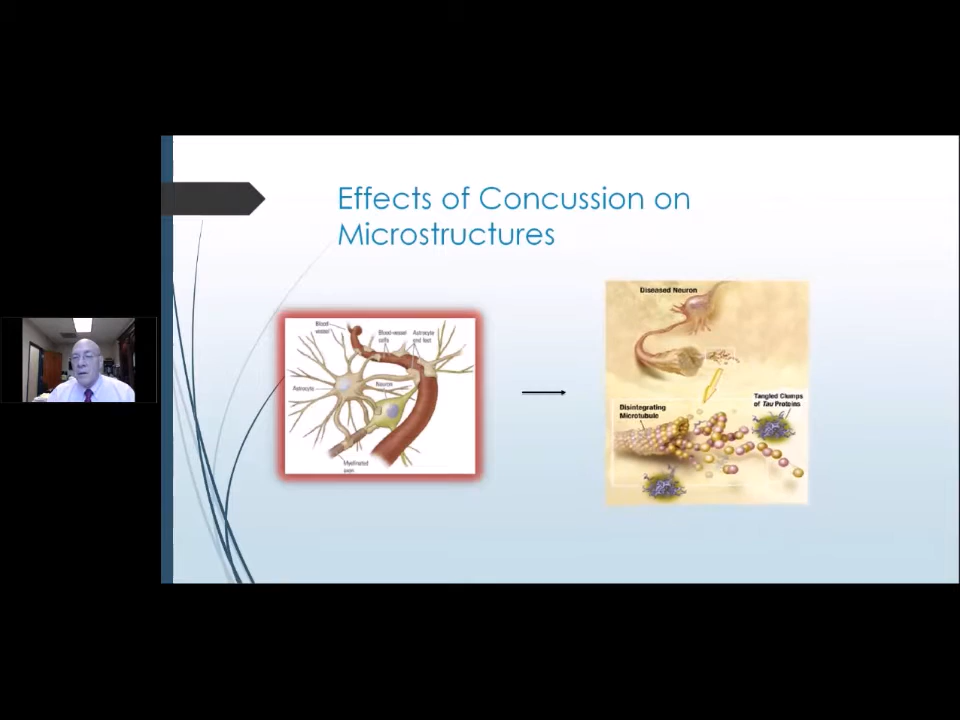 Effects of Concussion on
Microstructures
Blood
vessel
Blood-vessel
cells
Astrocyte
end feet
Astrocyte
Neuron
Myelinated
axon
Diseased Neuron
Disintegrating
Microtubule
Tangled Clumps
of Tau Proteins